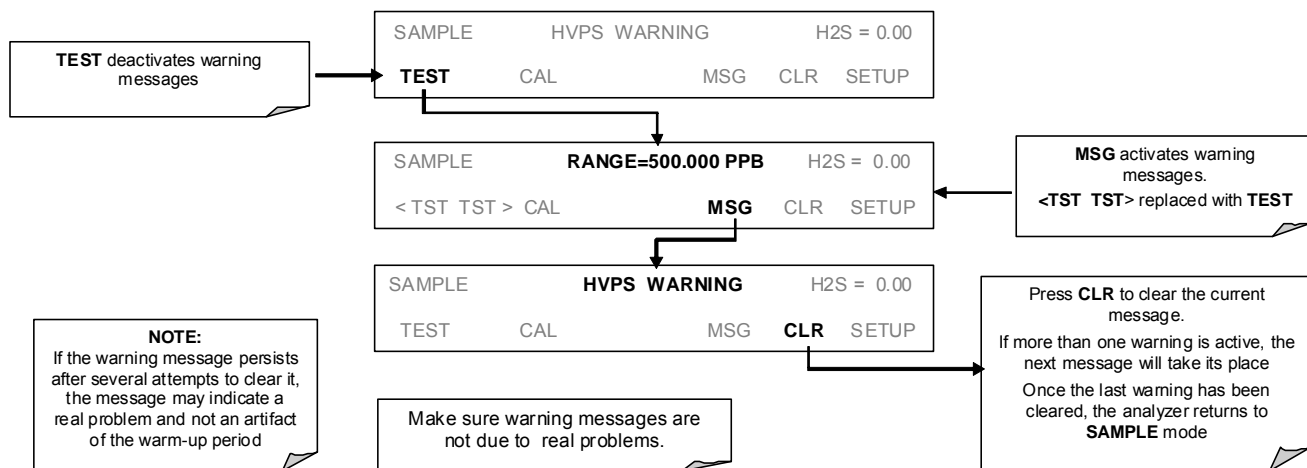 SAMPLE HVPS WARNING H2S = 0.00
TEST CAL MSG CLR SETUP
TEST deactivates warning
messages
SAMPLE RANGE=500.000 PPB H2S = 0.00
< TST TST > CAL MSG CLR SETUP
MSG activates warning
messages.
<TST TST> replaced with TEST
SAMPLE HVPS WARNING H2S = 0.00
TEST CAL MSG CLR SETUP
Press CLR to clear the current
message.
If more than one warning is active, the
next message will take its place
Once the last warning has been
cleared, the analyzer returns to
SAMPLE mode
NOTE:
If the warning message persists
after several attempts to clear it,
the message may indicate a
real problem and not an artifact
of the warm-up period
Make sure warning messages are
not due to real problems.